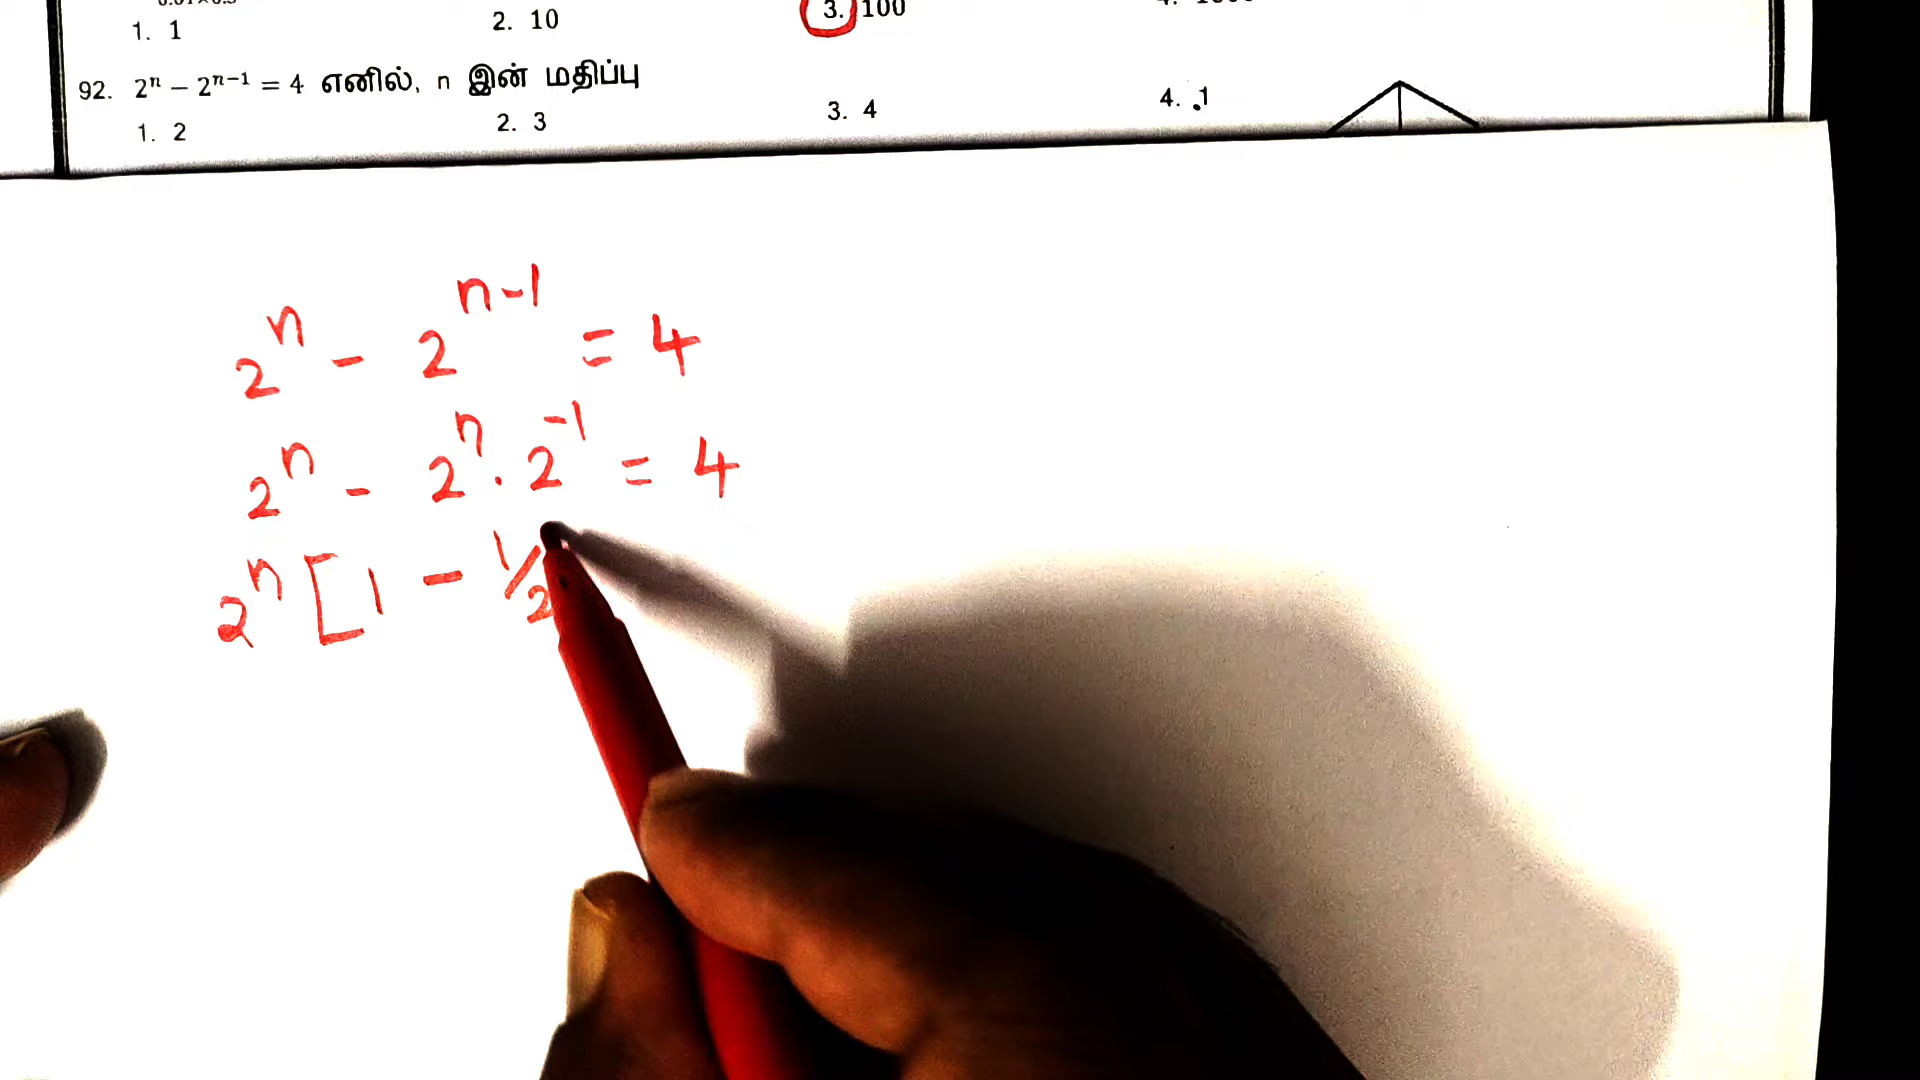 1. 1 2. 10 3. 100
92. 2ⁿ − 2ⁿ⁻¹ = 4 எனில், n இன் மதிப்பு
1. 2 2. 3 3. 4 4. 1
2ⁿ - 2ⁿ⁻¹ = 4
2ⁿ - 2ⁿ . 2⁻¹ = 4
2ⁿ [ 1 - 1/2